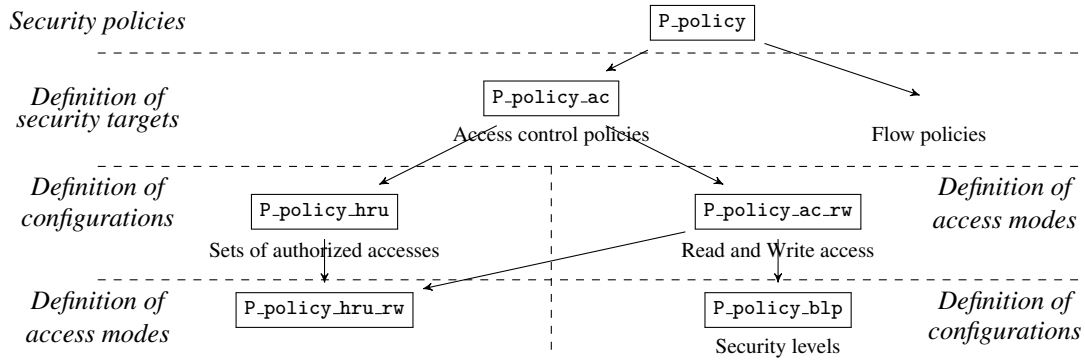 Security policies
P_policy
Definition of
security targets
P_policy_ac
Access control policies
Flow policies
Definition of
configurations
P_policy_hru
Sets of authorized accesses
P_policy_ac_rw
Read and Write access
Definition of
access modes
Definition of
access modes
P_policy_hru_rw
P_policy_blp
Security levels
Definition of
configurations